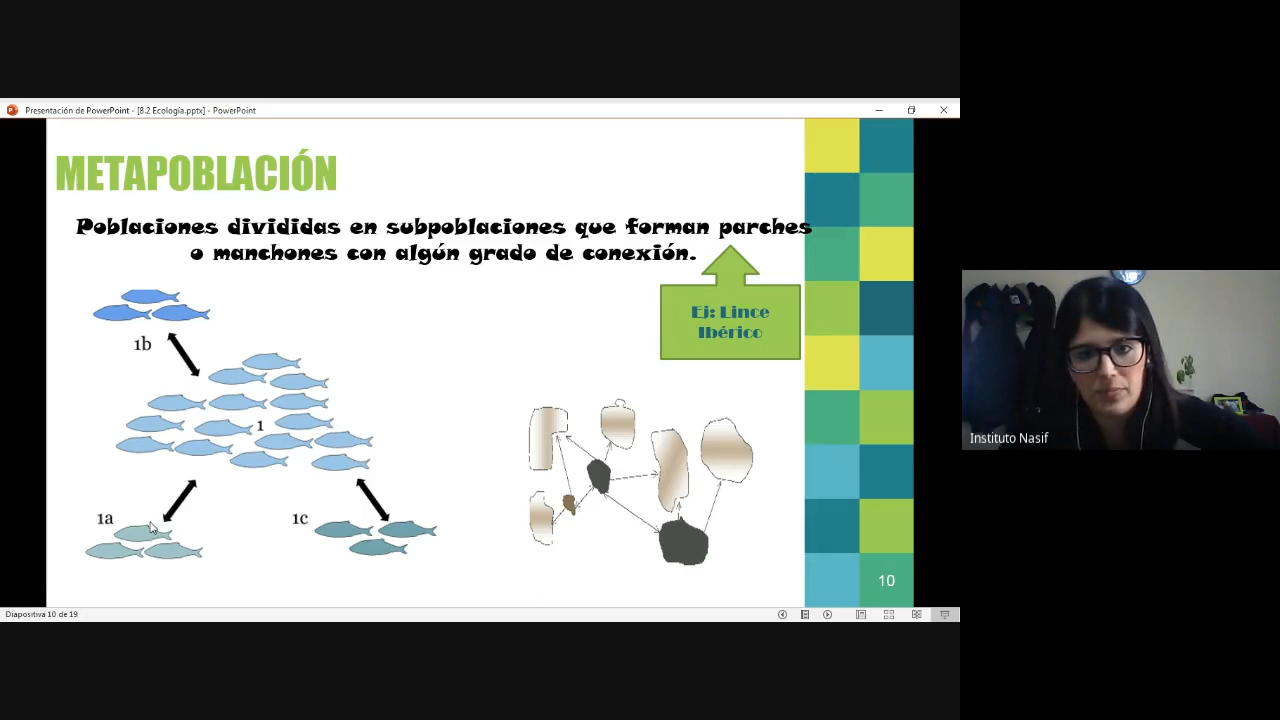 Presentación de PowerPoint - [8.2 Ecología.pptx] - PowerPoint
METAPOBLACIÓN
Poblaciones divididas en subpoblaciones que forman parches
o manchones con algún grado de conexión.
Ej: Lince
Ibérico
1b
1
1a
1c
Instituto Nasif
10
Diapositiva 10 de 19